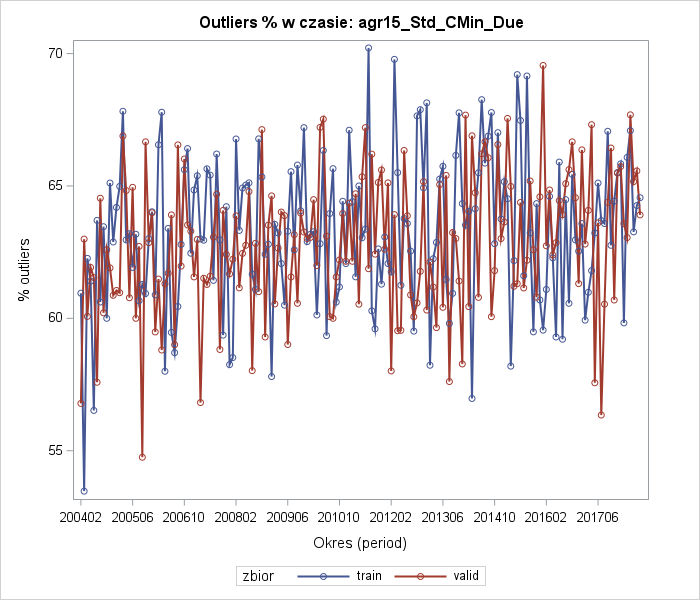 Outliers % w czasie: agr15_Std_CMin_Due
% outliers
70
65
60
55
200402 200506 200610 200802 200906 201010 201202 201306 201410 201602 201706
Okres (period)
zbior train valid